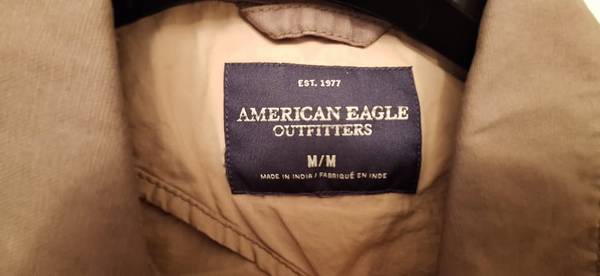 EST. 1977
AMERICAN EAGLE
OUTFITTERS
M/M
MADE IN INDIA / FABRIQUÉ EN INDE